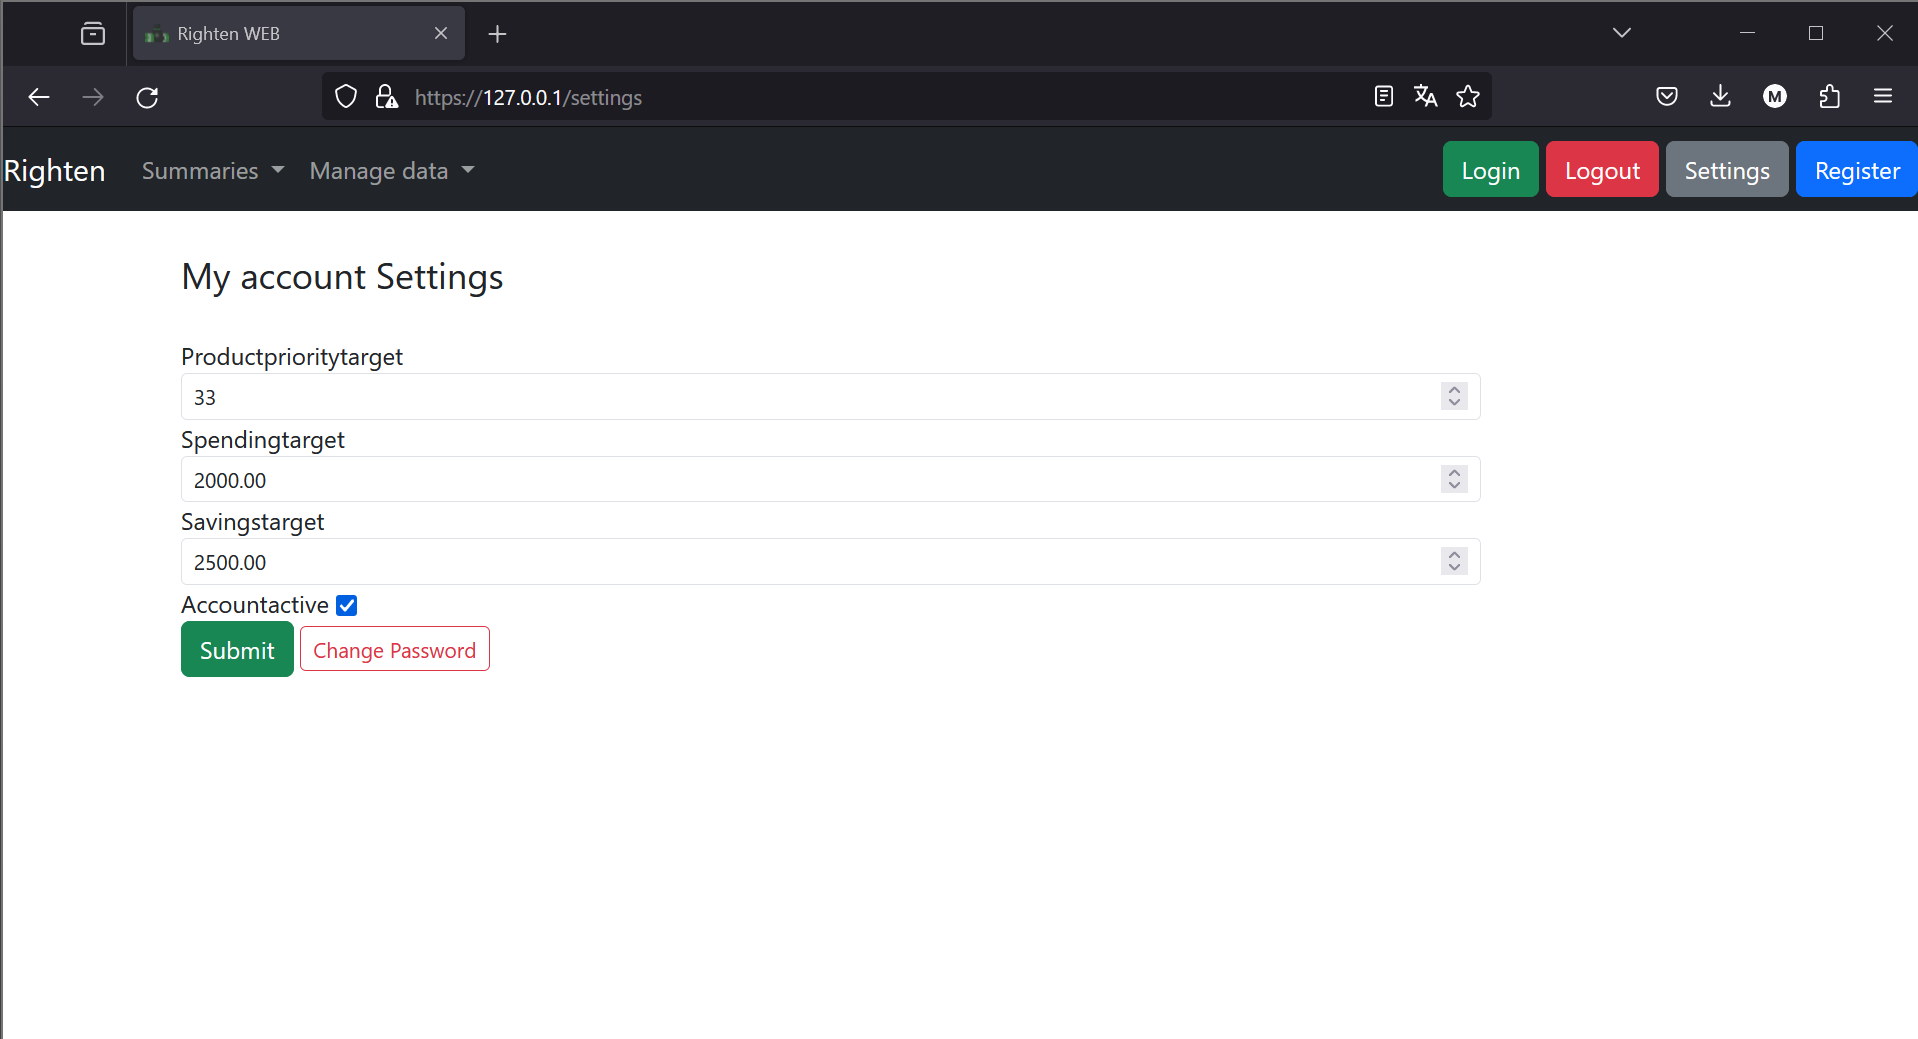 Righten WEB
https://127.0.0.1/settings
M
Righten Summaries Manage data Login Logout Settings Register
My account Settings
Productprioritytarget
33
Spendingtarget
2000.00
Savingstarget
2500.00
Accountactive
Submit Change Password